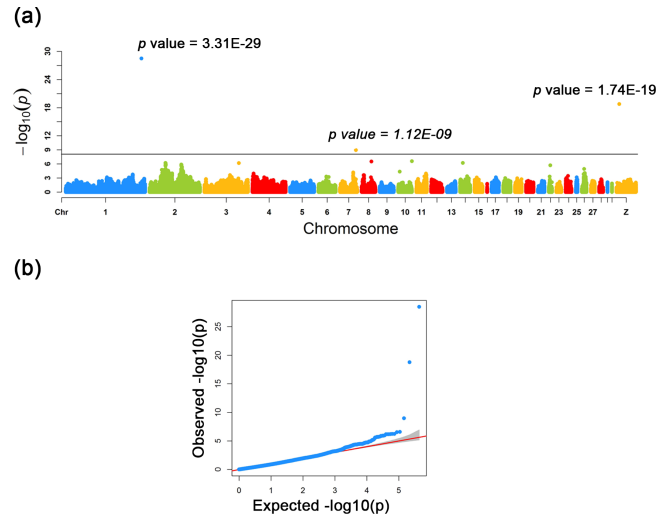 (a)
p value = 3.31E-29
p value = 1.74E-19
p value = 1.12E-09
−log10(p)
30
24
18
15
12
9
6
3
0
Chr 1 2 3 4 5 6 7 8 9 10 11 13 14 15 17 19 21 23 24 25 27 Z
Chromosome
(b)
Observed -log10(p)
25
20
15
10
5
0
0 1 2 3 4 5
Expected -log10(p)